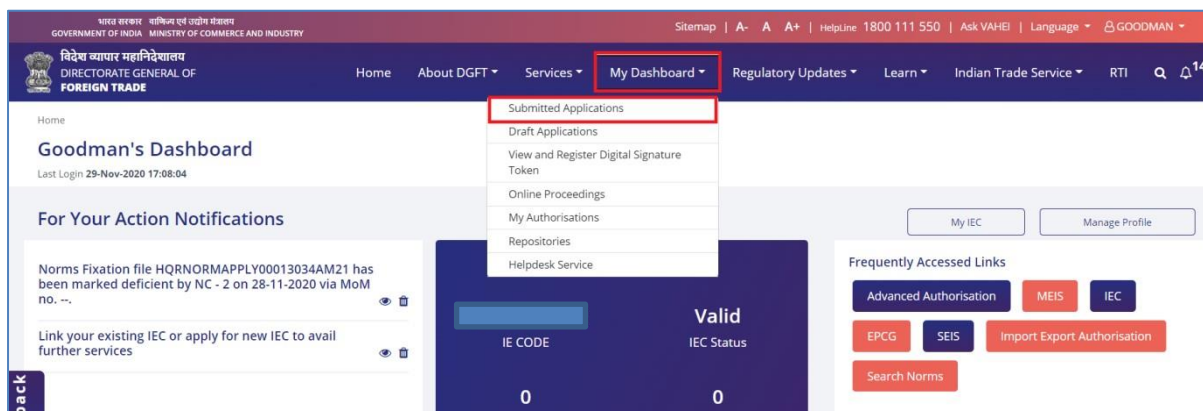 भारत सरकार वाणिज्य एवं उद्योग मंत्रालय
GOVERNMENT OF INDIA MINISTRY OF COMMERCE AND INDUSTRY
Sitemap | A- A A+ | HelpLine 1800 111 550 | Ask VAHEI | Language GOODMAN
विदेश व्यापार महानिदेशालय
DIRECTORATE GENERAL OF
FOREIGN TRADE
Home About DGFT Services My Dashboard Regulatory Updates Learn Indian Trade Service RTI 14
Submitted Applications
Draft Applications
View and Register Digital Signature
Token
Online Proceedings
My Authorisations
Repositories
Helpdesk Service
Home
Goodman's Dashboard
Last Login 29-Nov-2020 17:08:04
For Your Action Notifications
My IEC Manage Profile
Norms Fixation file HQRNORMAPPLY00013034AM21 has
been marked deficient by NC - 2 on 28-11-2020 via MoM
no. --.
Link your existing IEC or apply for new IEC to avail
further services
Valid
IE CODE IEC Status
0 0
Frequently Accessed Links
Advanced Authorisation MEIS IEC
EPCG SEIS Import Export Authorisation
Search Norms
back